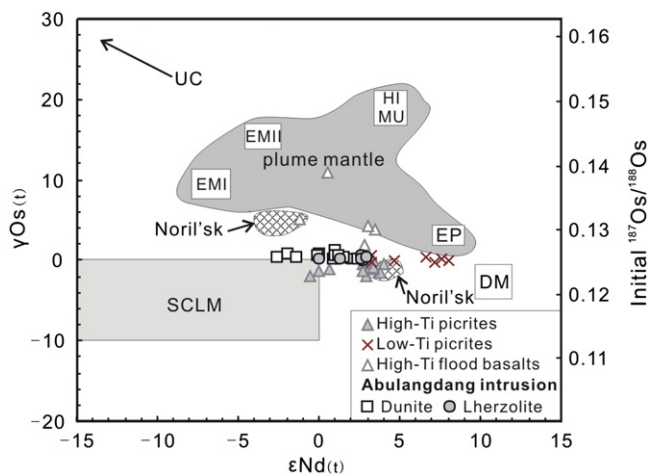 30
20
10
0
-10
-20
γOs(t)
-15
-10
-5
0
5
10
15
εNd(t)
0.16
0.15
0.14
0.13
0.12
0.11
Initial ¹⁸⁷Os/¹⁸⁸Os
UC
HI
MU
EMII
plume mantle
EMI
Noril'sk
EP
DM
Noril'sk
SCLM
High-Ti picrites
Low-Ti picrites
High-Ti flood basalts
Abulangdang intrusion
Dunite Lherzolite